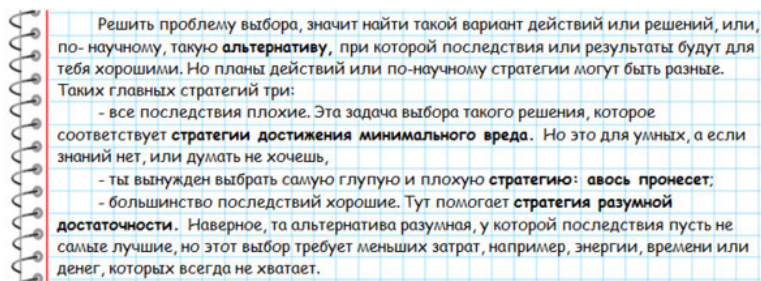 Решить проблему выбора, значит найти такой вариант действий или решений, или,
по- научному, такую альтернативу, при которой последствия или результаты будут для
тебя хорошими. Но планы действий или по-научному стратегии могут быть разные.
Таких главных стратегий три:
- все последствия плохие. Эта задача выбора такого решения, которое
соответствует стратегии достижения минимального вреда. Но это для умных, а если
знаний нет, или думать не хочешь,
- ты вынужден выбрать самую глупую и плохую стратегию: авось пронесет;
- большинство последствий хорошие. Тут помогает стратегия разумной
достаточности. Наверное, та альтернатива разумная, у которой последствия пусть не
самые лучшие, но этот выбор требует меньших затрат, например, энергии, времени или
денег, которых всегда не хватает.